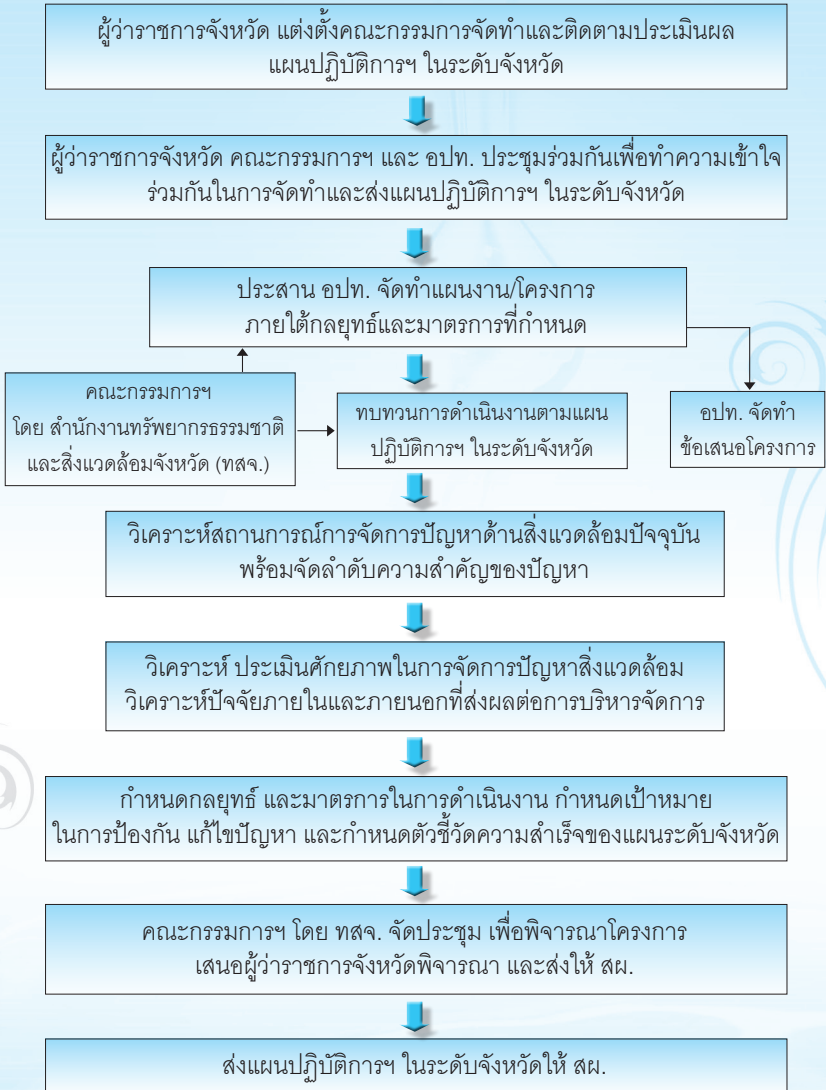 ผู้ว่าราชการจังหวัด แต่งตั้งคณะกรรมการจัดทำและติดตามประเมินผล
แผนปฏิบัติการฯ ในระดับจังหวัด
ผู้ว่าราชการจังหวัด คณะกรรมการฯ และ อปท. ประชุมร่วมกันเพื่อทำความเข้าใจ
ร่วมกันในการจัดทำและส่งแผนปฏิบัติการฯ ในระดับจังหวัด
ประสาน อปท. จัดทำแผนงาน/โครงการ
ภายใต้กลยุทธ์และมาตรการที่กำหนด
คณะกรรมการฯ
โดย สำนักงานทรัพยากรธรรมชาติ
และสิ่งแวดล้อมจังหวัด (ทสจ.)
ทบทวนการดำเนินงานตามแผน
ปฏิบัติการฯ ในระดับจังหวัด
อปท. จัดทำ
ข้อเสนอโครงการ
วิเคราะห์สถานการณ์การจัดการปัญหาด้านสิ่งแวดล้อมปัจจุบัน
พร้อมจัดลำดับความสำคัญของปัญหา
วิเคราะห์ ประเมินศักยภาพในการจัดการปัญหาสิ่งแวดล้อม
วิเคราะห์ปัจจัยภายในและภายนอกที่ส่งผลต่อการบริหารจัดการ
กำหนดกลยุทธ์ และมาตรการในการดำเนินงาน กำหนดเป้าหมาย
ในการป้องกัน แก้ไขปัญหา และกำหนดตัวชี้วัดความสำเร็จของแผนระดับจังหวัด
คณะกรรมการฯ โดย ทสจ. จัดประชุม เพื่อพิจารณาโครงการ
เสนอผู้ว่าราชการจังหวัดพิจารณา และส่งให้ สผ.
ส่งแผนปฏิบัติการฯ ในระดับจังหวัดให้ สผ.